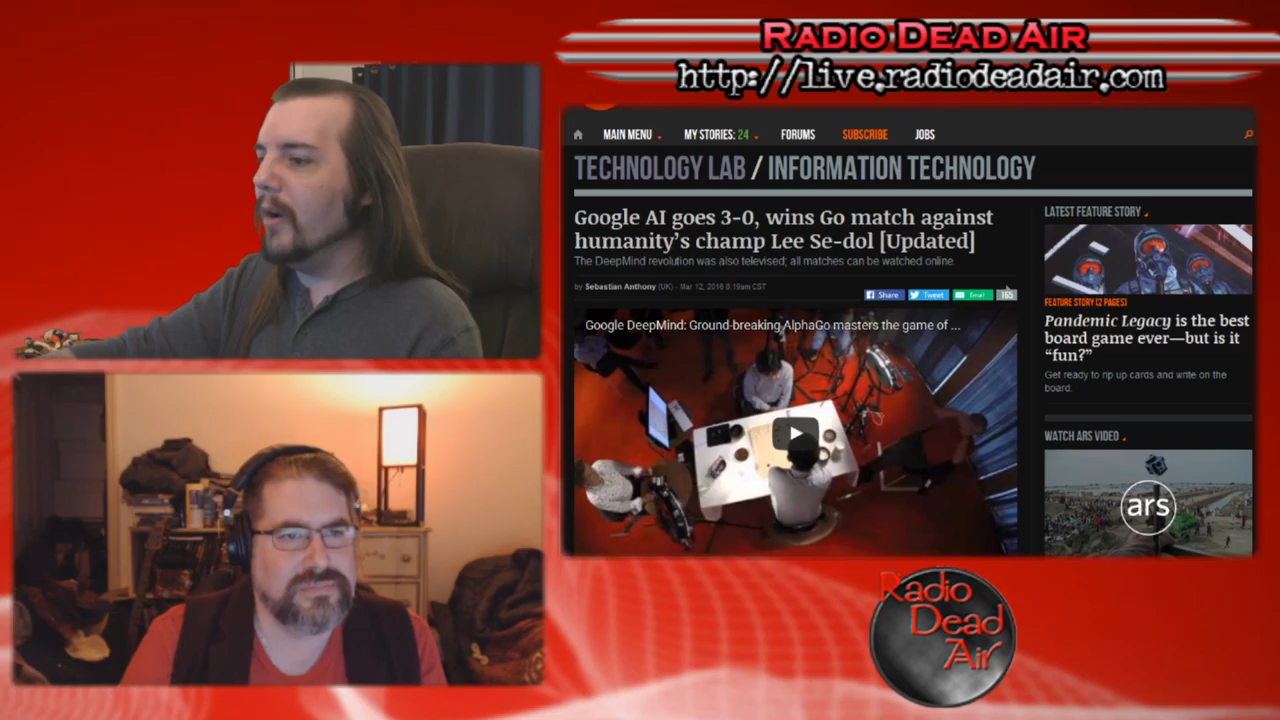 RADIO DEAD AIR
http://live.radiodeadair.com
MAIN MENU
MY STORIES: 24
FORUMS
SUBSCRIBE
JOBS
TECHNOLOGY LAB / INFORMATION TECHNOLOGY
Google AI goes 3-0, wins Go match against
humanity's champ Lee Se-dol [Updated]
The DeepMind revolution was also televised; all matches can be watched online.
by Sebastian Anthony (UK) - Mar 12, 2016 8:19am CST
Share
Tweet
Email
165
Google DeepMind: Ground-breaking AlphaGo masters the game of ...
LATEST FEATURE STORY
FEATURE STORY (2 PAGES)
Pandemic Legacy is the best
board game ever—but is it
“fun?”
Get ready to rip up cards and write on the
board.
WATCH ARS VIDEO
ars
Radio
Dead
Air